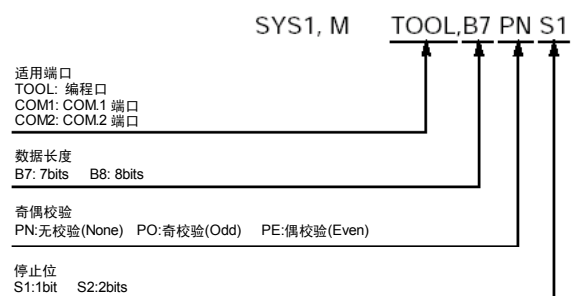 SYS1, M TOOL,B7 PN S1
适用端口
TOOL: 编程口
COM1: COM.1 端口
COM2: COM.2 端口
数据长度
B7: 7bits B8: 8bits
奇偶校验
PN:无校验(None) PO:奇校验(Odd) PE:偶校验(Even)
停止位
S1:1bit S2:2bits